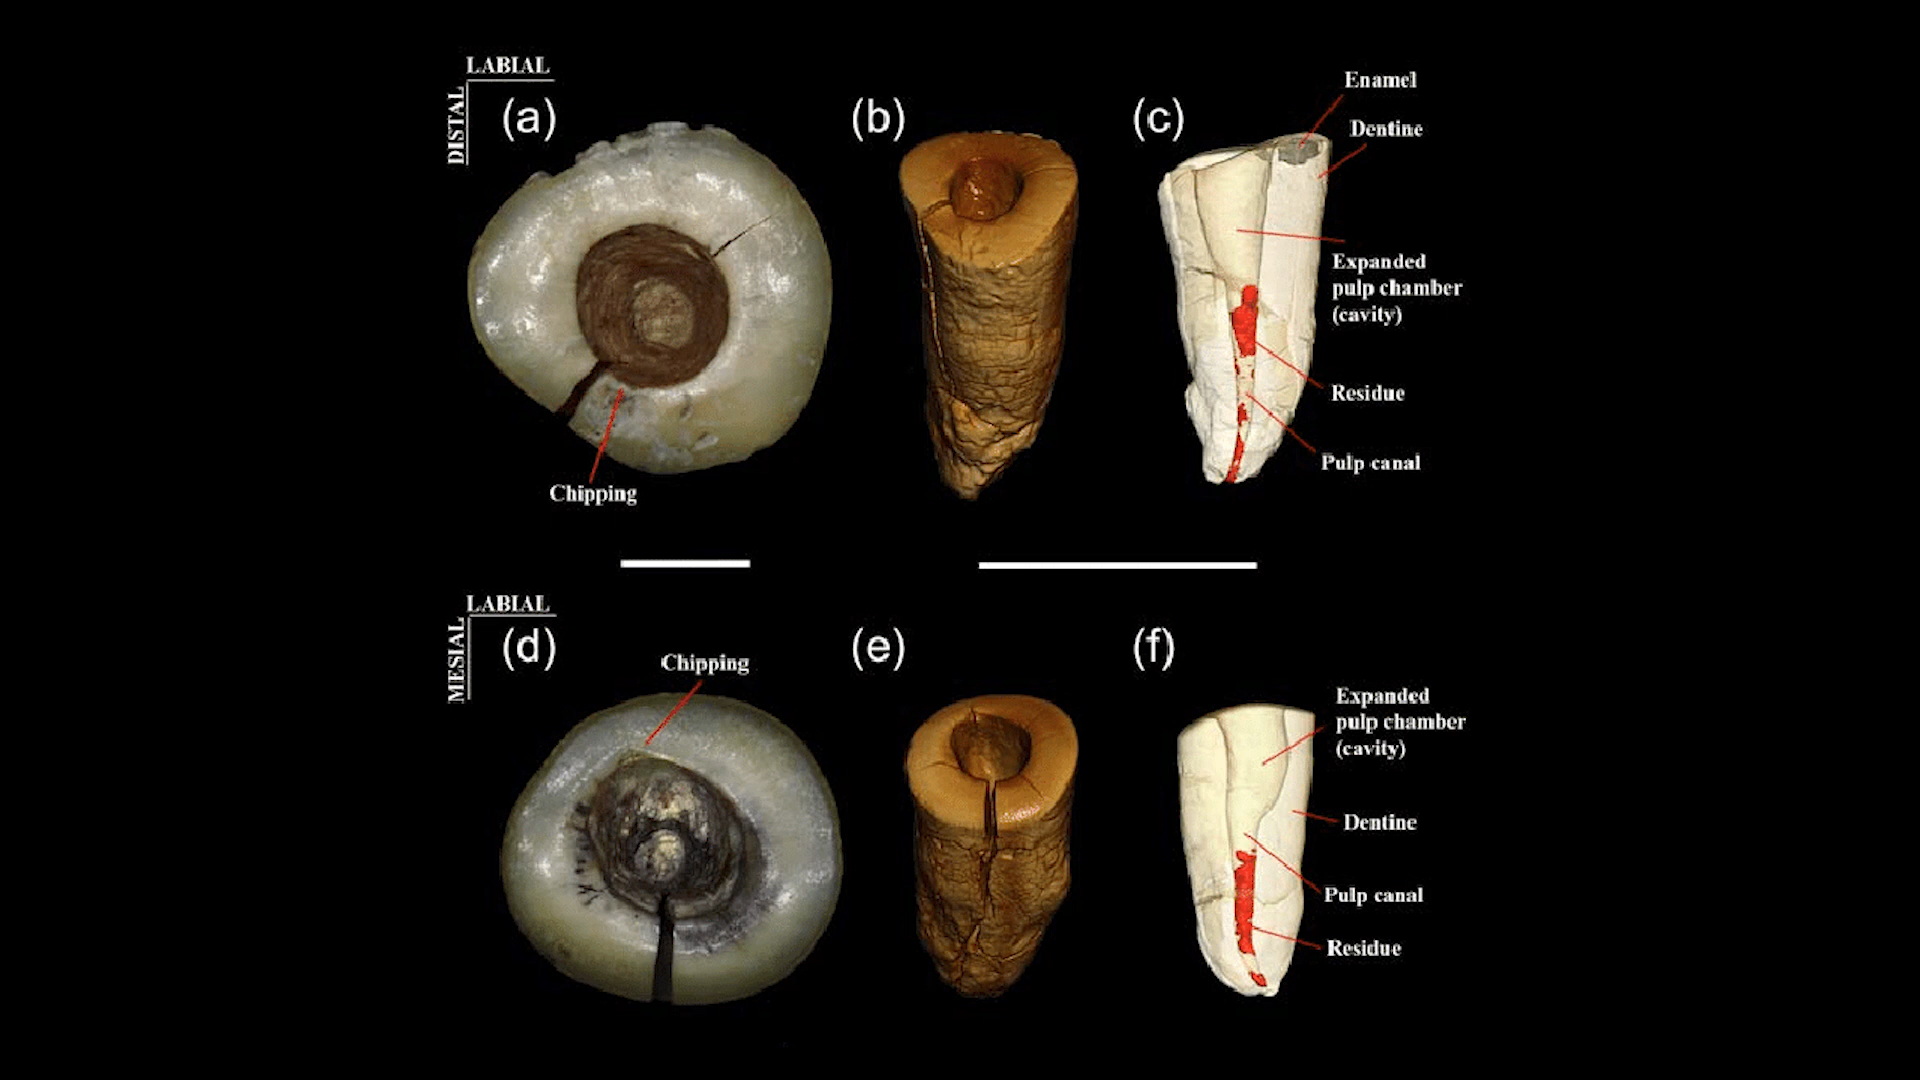 LABIAL
DISTAL
(a)
(b)
(c)
Enamel
Dentine
Expanded
pulp chamber
(cavity)
Residue
Pulp canal
Chipping
LABIAL
MESIAL
(d)
(e)
(f)
Chipping
Expanded
pulp chamber
(cavity)
Dentine
Pulp canal
Residue